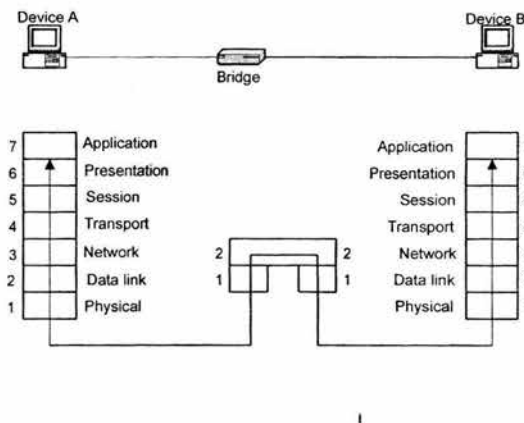 Device A
Device B
Bridge
7 Application
6 Presentation
5 Session
4 Transport
3 Network
2 Data link
1 Physical
2 2
1 1
Application
Presentation
Session
Transport
Network
Data link
Physical